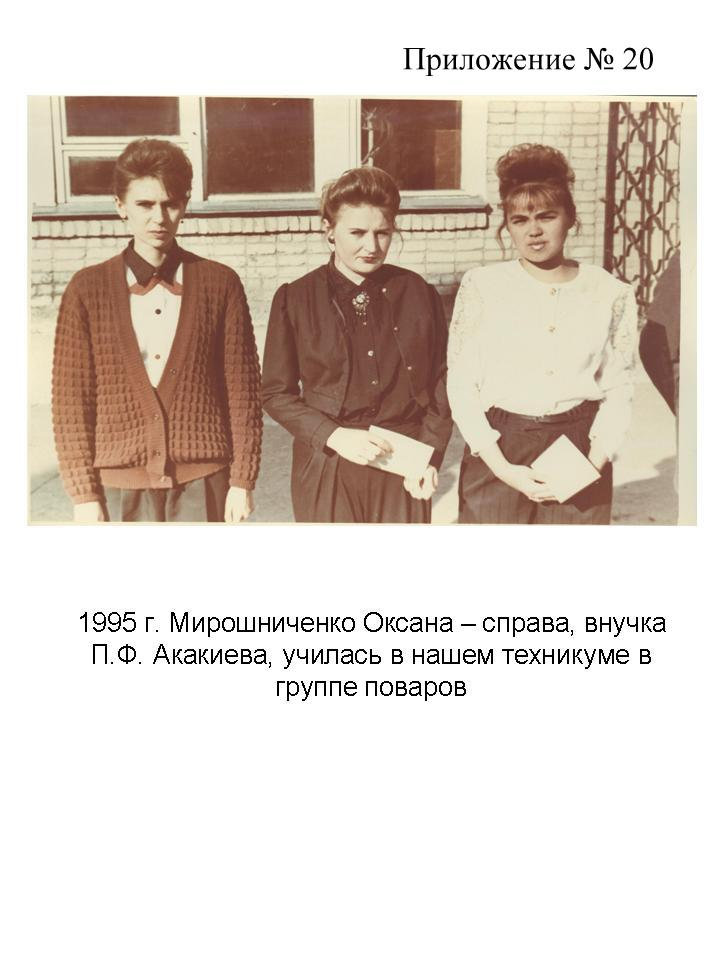 Приложение № 20
1995 г. Мирошниченко Оксана – справа, внучка
П.Ф. Акакиева, училась в нашем техникуме в
группе поваров